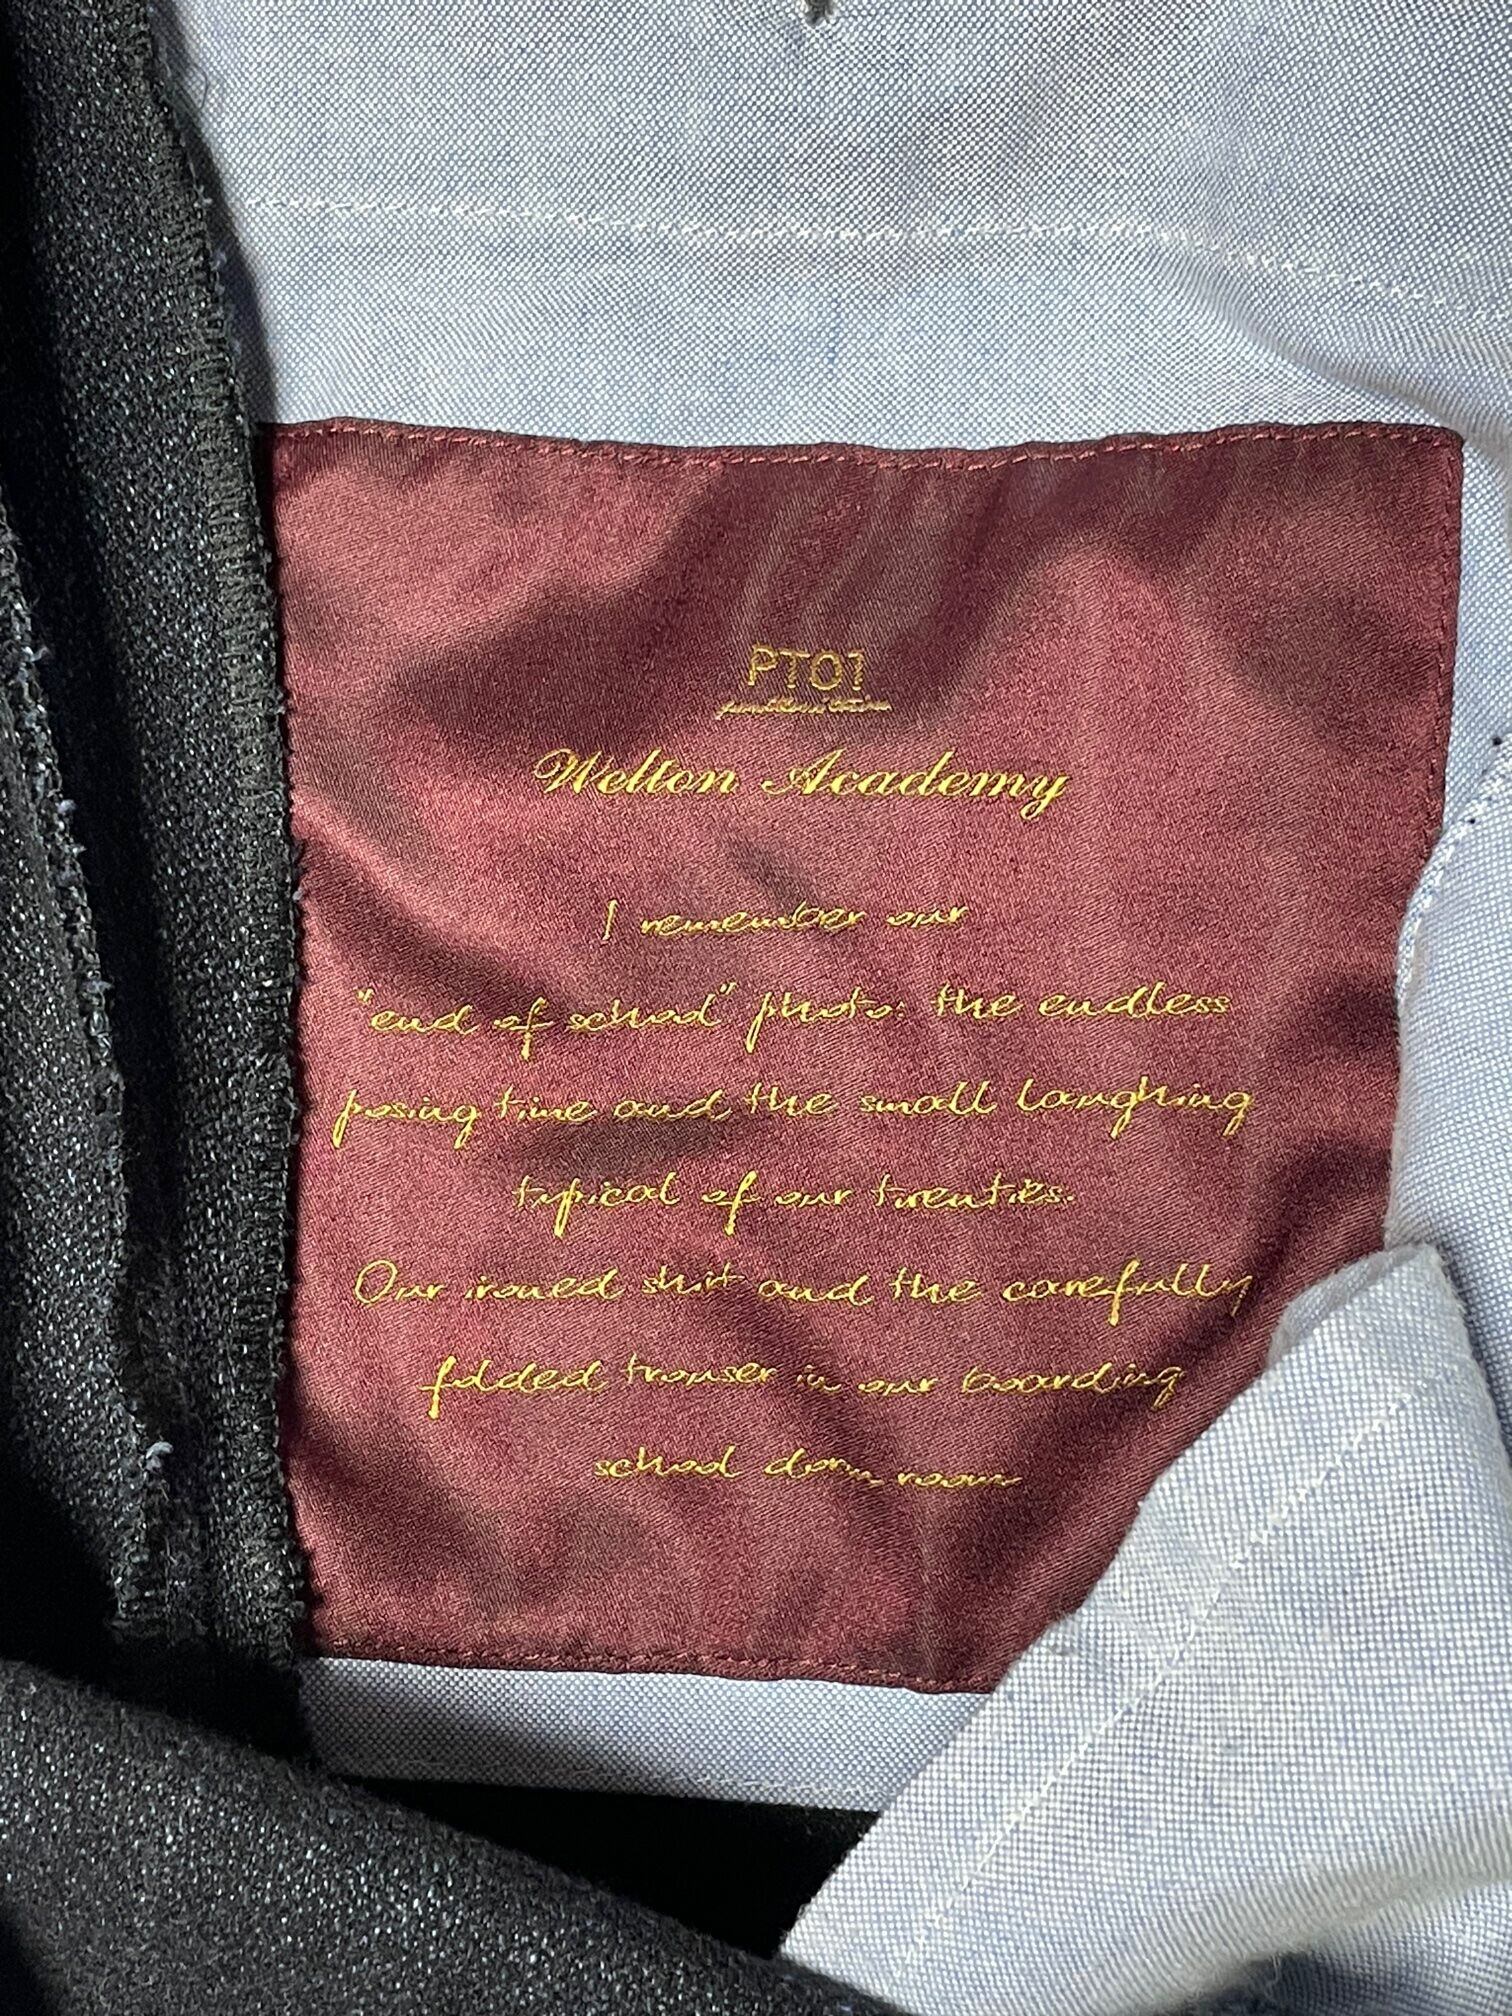 PT01
Welton Academy
I remember our
"end of school" photo: the endless
posing time and the small laughing
typical of our twenties.
Our ironed shirt and the carefully
folded trouser in our boarding
school dorm room